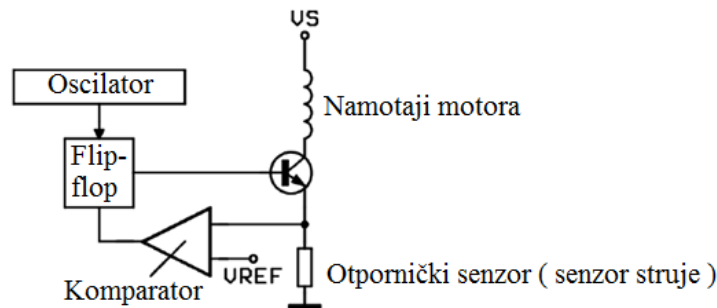 VS
Oscilator
Namotaji motora
Flip-
flop
VREF
Komparator
Otpornički senzor ( senzor struje )